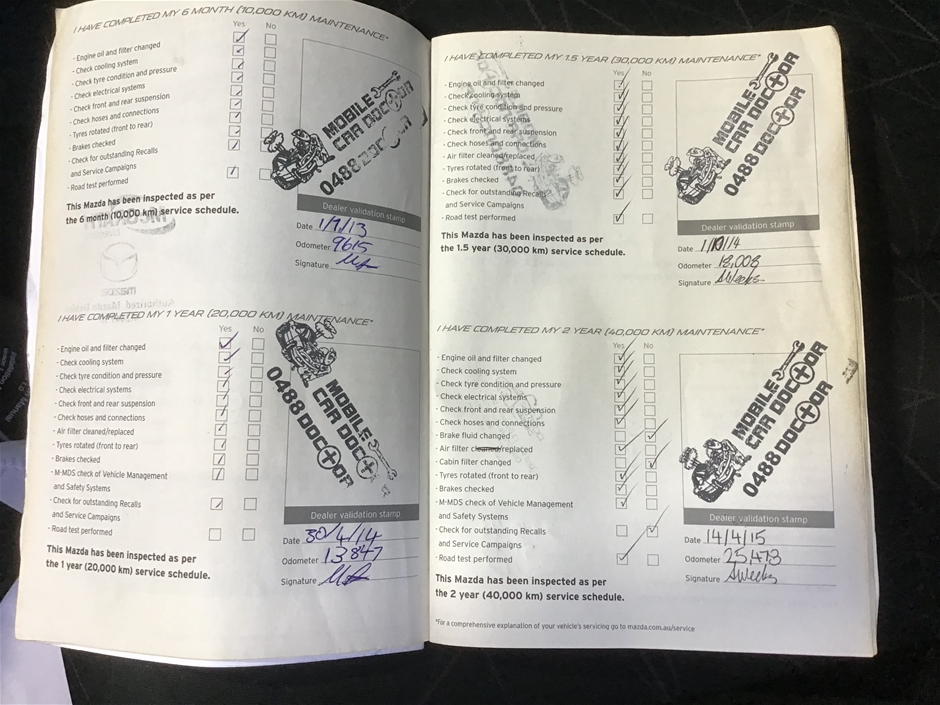 I HAVE COMPLETED MY 6 MONTH (10,000 KM) MAINTENANCE*
Yes No
- Engine oil and filter changed
- Check cooling system
- Check tyre condition and pressure
- Check electrical systems
- Check front and rear suspension
- Check hoses and connections
- Tyres rotated (front to rear)
- Brakes checked
- Check for outstanding Recalls
and Service Campaigns
- Road test performed
This Mazda has been inspected as per
the 6 month (10,000 km) service schedule.
MOBILE
CAR DOCTOR
0488 DOC
Dealer validation stamp
Date 1/9/13
Odometer 9615
Signature
I HAVE COMPLETED MY 1 YEAR (20,000 KM) MAINTENANCE*
Yes No
- Engine oil and filter changed
- Check cooling system
- Check tyre condition and pressure
- Check electrical systems
- Check front and rear suspension
- Check hoses and connections
- Air filter cleaned/replaced
- Tyres rotated (front to rear)
- Brakes checked
- M-MDS check of Vehicle Management
and Safety Systems
- Check for outstanding Recalls
and Service Campaigns
- Road test performed
This Mazda has been inspected as per
the 1 year (20,000 km) service schedule.
MOBILE
CAR DOCTOR
0488 DOCTOR
Dealer validation stamp
Date 30/4/14
Odometer 13847
Signature
I HAVE COMPLETED MY 1.5 YEAR (30,000 KM) MAINTENANCE*
Yes No
- Engine oil and filter changed
- Check cooling system
- Check tyre condition and pressure
- Check electrical systems
- Check front and rear suspension
- Check hoses and connections
- Air filter cleaned/replaced
- Tyres rotated (front to rear)
- Brakes checked
- Check for outstanding Recalls
and Service Campaigns
- Road test performed
This Mazda has been inspected as per
the 1.5 year (30,000 km) service schedule.
MOBILE
CAR DOCTOR
0488 DOCTOR
Dealer validation stamp
Date
Odometer 18,008
Signature SWeeks
I HAVE COMPLETED MY 2 YEAR (40,000 KM) MAINTENANCE*
Yes No
- Engine oil and filter changed
- Check cooling system
- Check tyre condition and pressure
- Check electrical systems
- Check front and rear suspension
- Check hoses and connections
- Brake fluid changed
- Air filter cleaned/replaced
- Cabin filter changed
- Tyres rotated (front to rear)
- Brakes checked
- M-MDS check of Vehicle Management
and Safety Systems
- Check for outstanding Recalls
and Service Campaigns
- Road test performed
This Mazda has been inspected as per
the 2 year (40,000 km) service schedule.
MOBILE
CAR DOCTOR
0488 DOCTOR
Dealer validation stamp
Date 14/4/15
Odometer 25,473
Signature SWeeks
*For a comprehensive explanation of your vehicle's servicing go to mazda.com.au/service